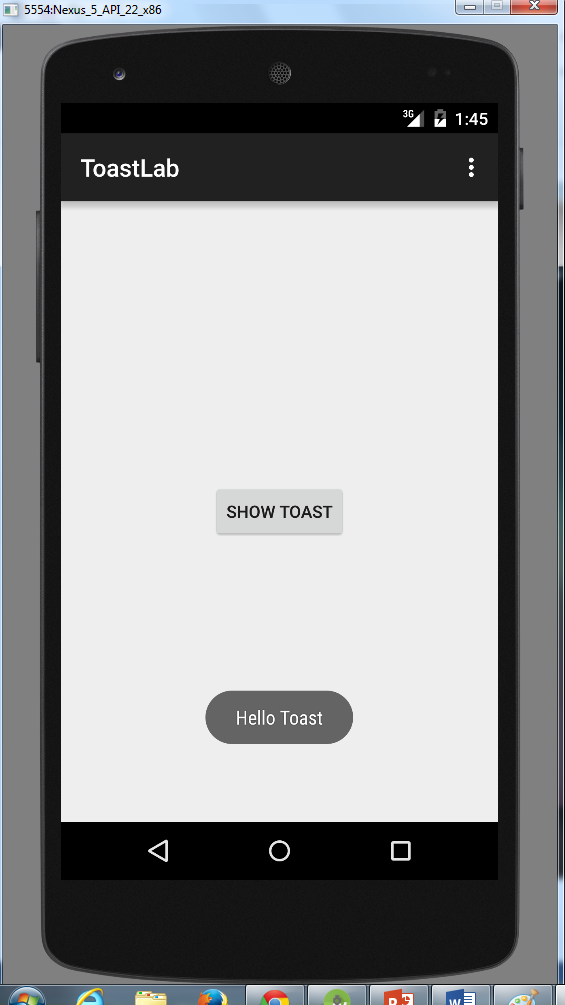 5554:Nexus_5_API_22_x86
3G 1:45
ToastLab
SHOW TOAST
Hello Toast